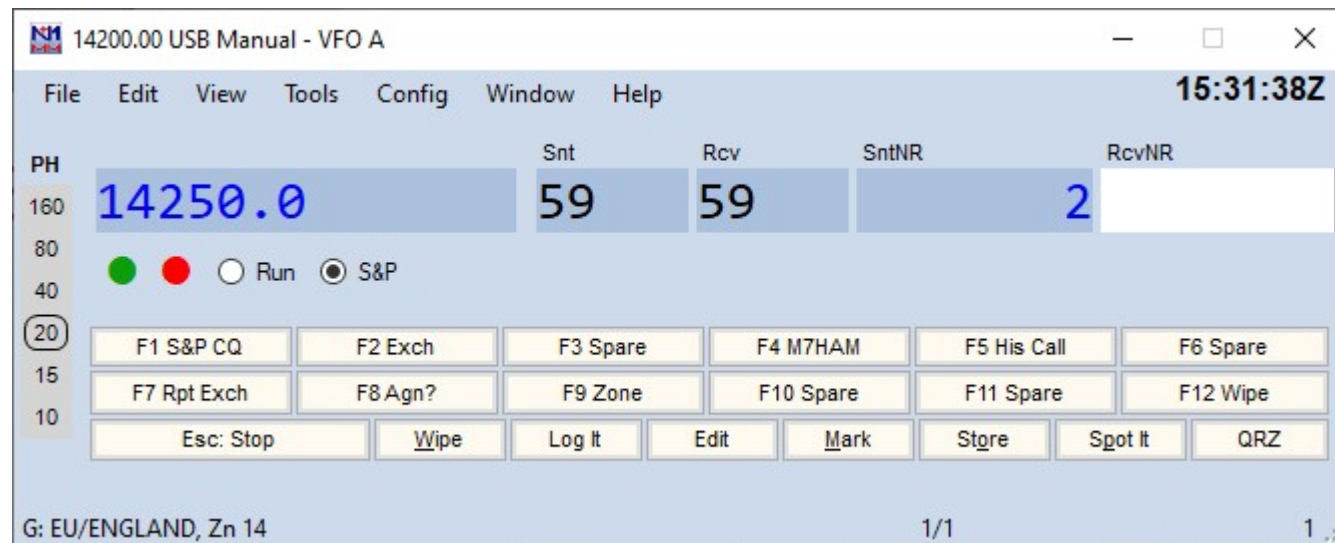 14200.00 USB Manual - VFO A
File Edit View Tools Config Window Help 15:31:38Z
PH Snt Rcv SntNR RcvNR
14250.0 59 59 2
160
80
Run S&P
40
20
F1 S&P CQ F2 Exch F3 Spare F4 M7HAM F5 His Call F6 Spare
15
F7 Rpt Exch F8 Agn? F9 Zone F10 Spare F11 Spare F12 Wipe
10
Esc: Stop Wipe Log It Edit Mark Store Spot It QRZ
G: EU/ENGLAND, Zn 14 1/1 1